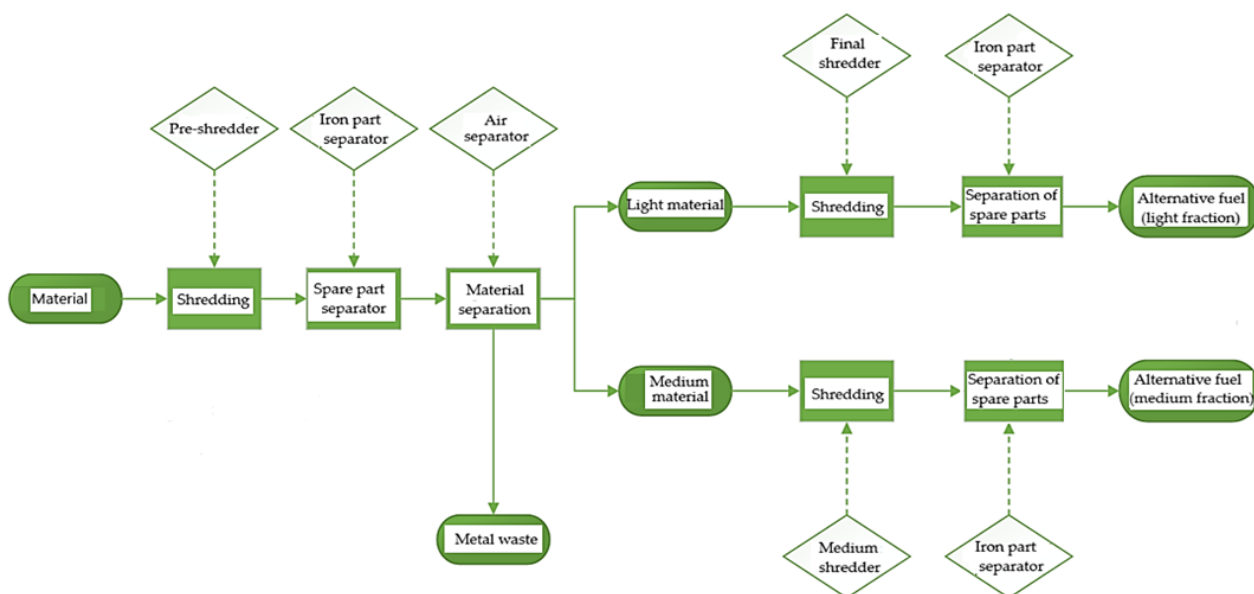 Final
shredder
Iron part
separator
Pre-shredder
Iron part
separator
Air
separator
Light material
Shredding
Separation of
spare parts
Alternative fuel
(light fraction)
Material
Shredding
Spare part
separator
Material
separation
Medium
material
Shredding
Separation of
spare parts
Alternative fuel
(medium fraction)
Metal waste
Medium
shredder
Iron part
separator